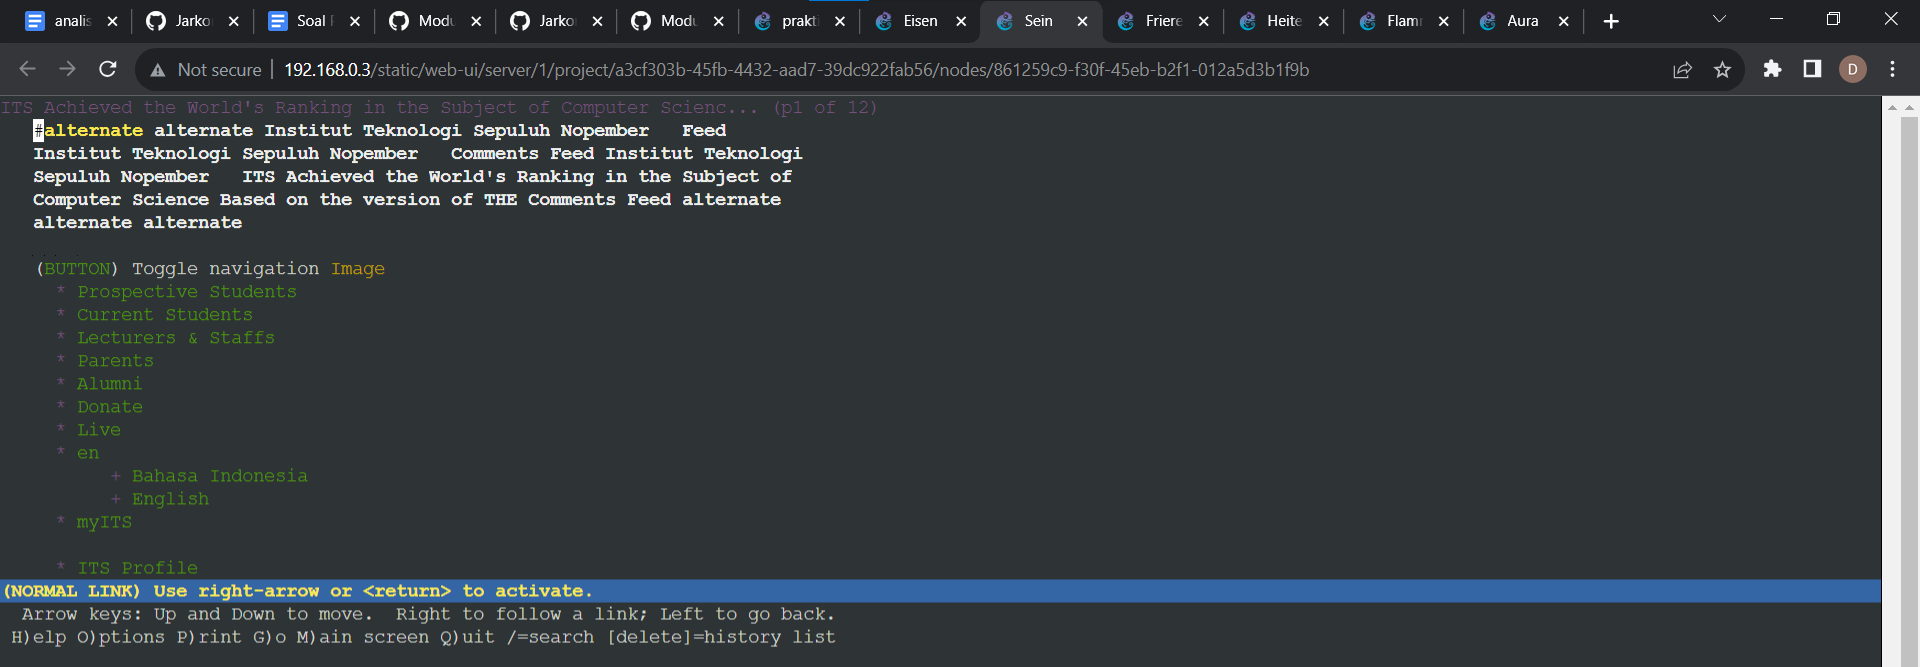 analis
Jarko
Soal
Modu
Jarko
Modu
prakti
Eisen
Sein
Friere
Heite
Flamm
Aura
Not secure
192.168.0.3/static/web-ui/server/1/project/a3cf303b-45fb-4432-aad7-39dc922fab56/nodes/861259c9-f30f-45eb-b2f1-012a5d3b1f9b
D
ITS Achieved the World's Ranking in the Subject of Computer Scienc... (p1 of 12)
#alternate alternate Institut Teknologi Sepuluh Nopember Feed
Institut Teknologi Sepuluh Nopember Comments Feed Institut Teknologi
Sepuluh Nopember ITS Achieved the World's Ranking in the Subject of
Computer Science Based on the version of THE Comments Feed alternate
alternate alternate
(BUTTON) Toggle navigation Image
* Prospective Students
* Current Students
* Lecturers & Staffs
* Parents
* Alumni
* Donate
* Live
* en
+ Bahasa Indonesia
+ English
* myITS
* ITS Profile
(NORMAL LINK) Use right-arrow or <return> to activate.
Arrow keys: Up and Down to move. Right to follow a link; Left to go back.
H)elp O)ptions P)rint G)o M)ain screen Q)uit /=search [delete]=history list